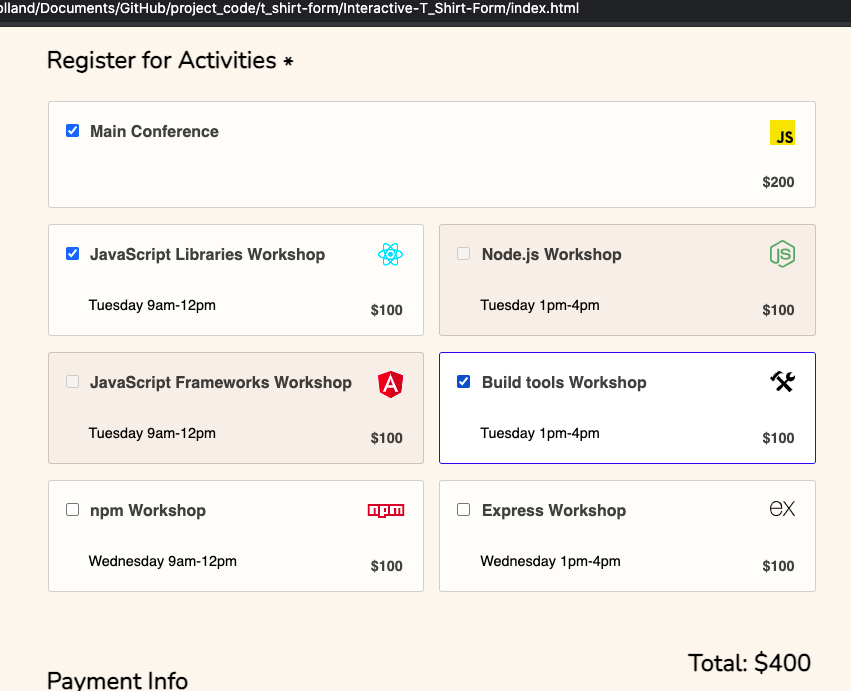 olland/Documents/GitHub/project_code/t_shirt-form/Interactive-T_Shirt-Form/index.html
Register for Activities *
Main Conference
JS
$200
JavaScript Libraries Workshop
Tuesday 9am-12pm
$100
Node.js Workshop
JS
Tuesday 1pm-4pm
$100
JavaScript Frameworks Workshop
A
Tuesday 9am-12pm
$100
Build tools Workshop
Tuesday 1pm-4pm
$100
npm Workshop
npm
Wednesday 9am-12pm
$100
Express Workshop
ex
Wednesday 1pm-4pm
$100
Total: $400
Payment Info